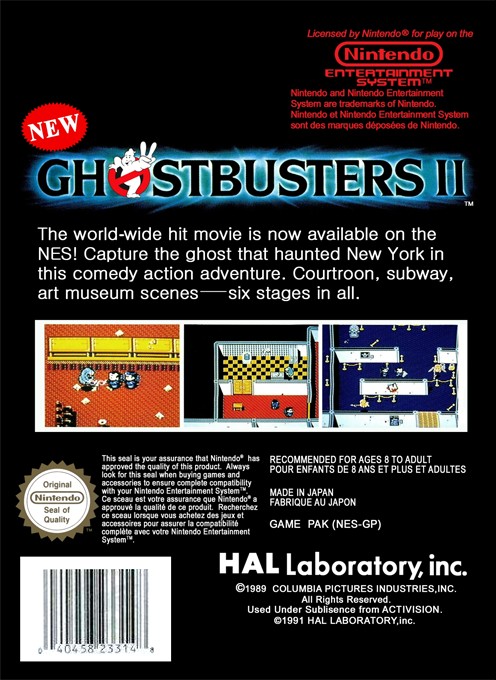 Licensed by Nintendo® for play on the
Nintendo®
ENTERTAINMENT
SYSTEM™
Nintendo and Nintendo Entertainment
System are trademarks of Nintendo.
Nintendo et Nintendo Entertainment System
sont des marques déposées de Nintendo.
NEW
GHOSTBUSTERS II
™
The world-wide hit movie is now available on the
NES! Capture the ghost that haunted New York in
this comedy action adventure. Courtroon, subway,
art museum scenes—six stages in all.
This seal is your assurance that Nintendo® has
approved the quality of this product. Always
look for this seal when buying games and
accessories to ensure complete compatibility
with your Nintendo Entertainment System™.
Ce sceau est votre assurance que Nintendo® a
approuvé la qualité de ce produit. Recherchez
ce sceau lorsque vous achetez des jeux et
accessoires pour assurer la compatibilité
complète avec votre Nintendo Entertainment
System™.
Original
Nintendo
Seal of
Quality
™
RECOMMENDED FOR AGES 8 TO ADULT
POUR ENFANTS DE 8 ANS ET PLUS ET ADULTES
MADE IN JAPAN
FABRIQUE AU JAPON
GAME PAK (NES-GP)
HAL Laboratory, inc.
©1989 COLUMBIA PICTURES INDUSTRIES,INC.
All Rights Reserved.
Used Under Sublisence from ACTIVISION.
©1991 HAL LABORATORY,inc.
0 40458 23314 8